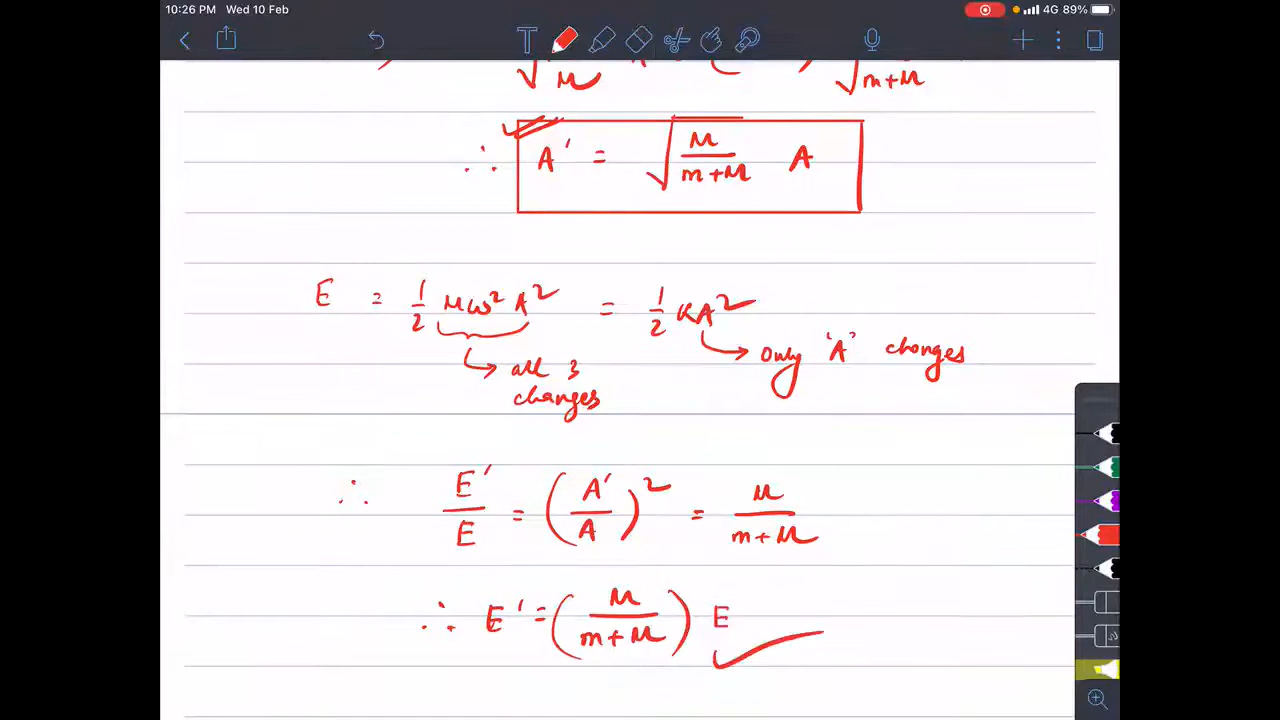 10:26 PM Wed 10 Feb 4G 89%
√M √m+M
∴ A' = √(M/(m+M)) A
E = 1/2 Mω² A² = 1/2 KA²
only 'A' changes
all 3
changes
∴ E'/E = (A'/A)² = M/(m+M)
∴ E' = (M/(m+M)) E